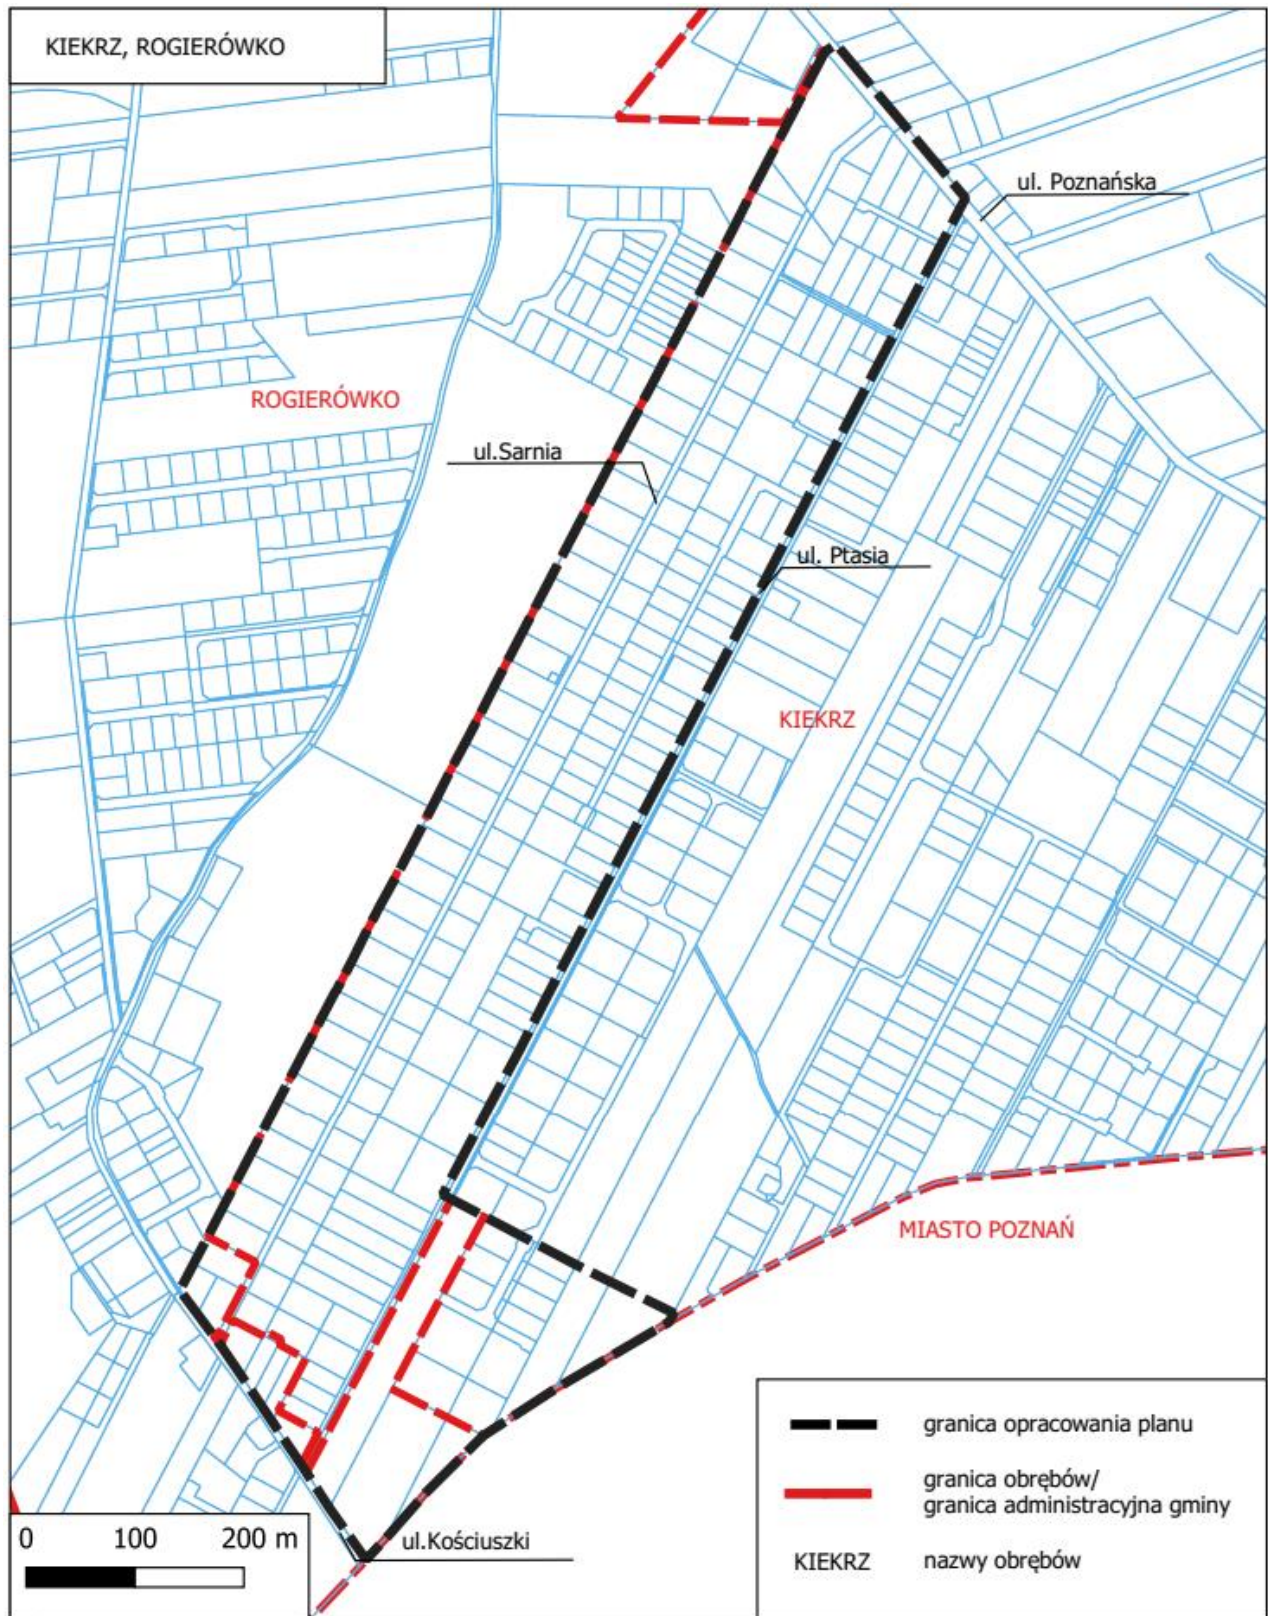 KIEKRZ, ROGIERÓWKO
ul. Poznańska
ROGIERÓWKO
ul.Sarnia
ul. Ptasia
KIEKRZ
MIASTO POZNAŃ
granica opracowania planu
granica obrębów/
granica administracyjna gminy
KIEKRZ nazwy obrębów
0 100 200 m
ul.Kościuszki